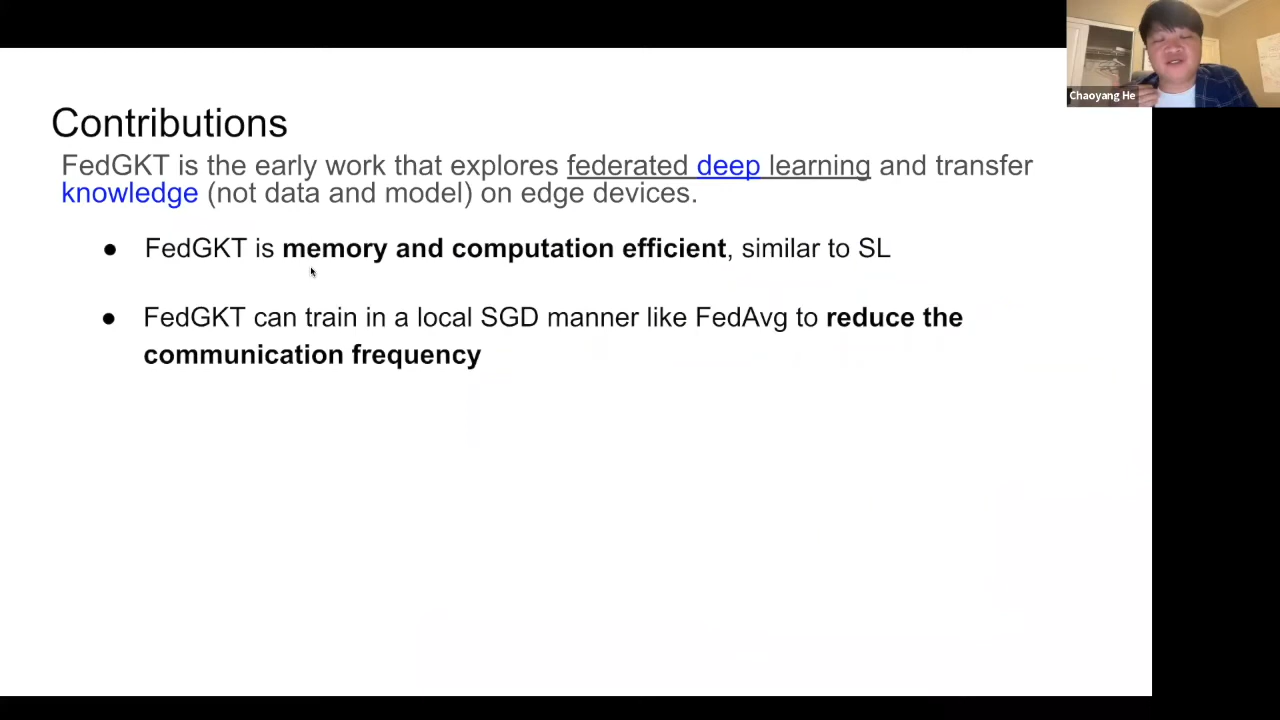 Chaoyang He
Contributions
FedGKT is the early work that explores federated deep learning and transfer
knowledge (not data and model) on edge devices.
● FedGKT is memory and computation efficient, similar to SL
● FedGKT can train in a local SGD manner like FedAvg to reduce the
communication frequency